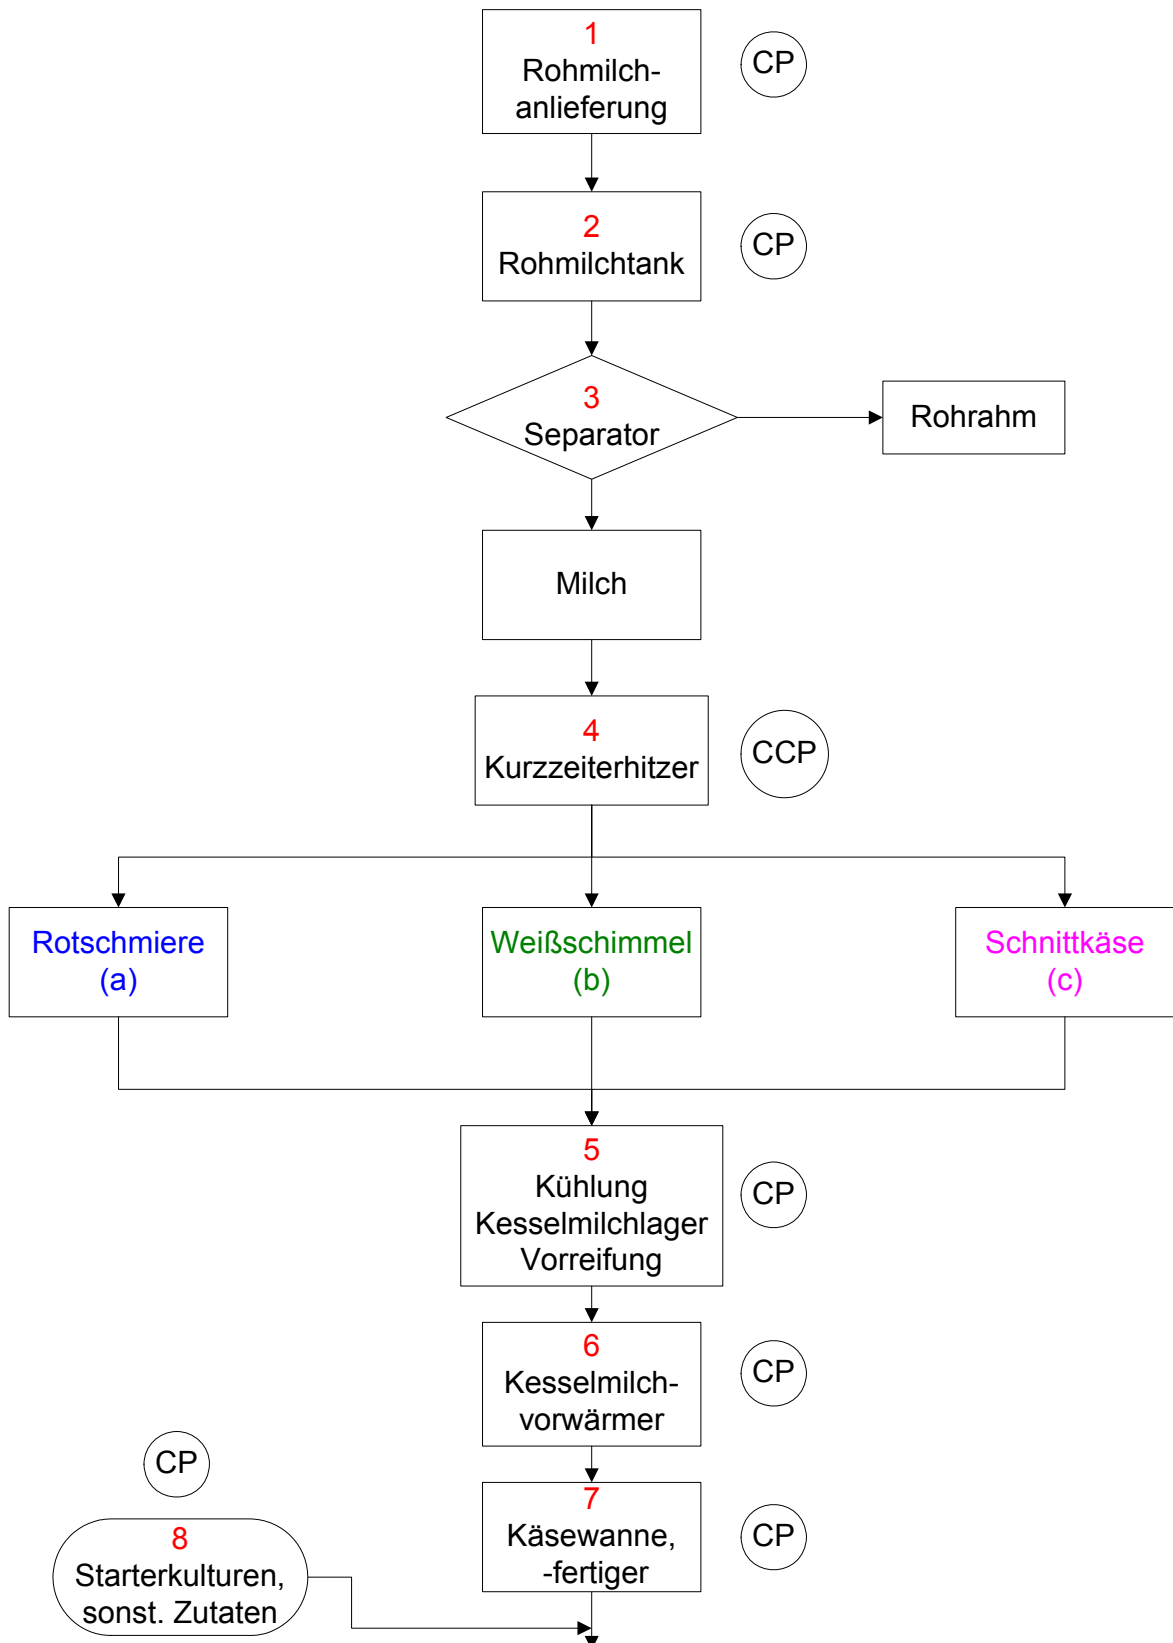 1
Rohmilch-
anlieferung
CP
2
Rohmilchtank
CP
3
Separator
Rohrahm
Milch
4
Kurzzeiterhitzer
CCP
Rotschmiere
(a)
Weißschimmel
(b)
Schnittkäse
(c)
5
Kühlung
Kesselmilchlager
Vorreifung
CP
6
Kesselmilch-
vorwärmer
CP
7
Käsewanne,
-fertiger
CP
CP
8
Starterkulturen,
sonst. Zutaten